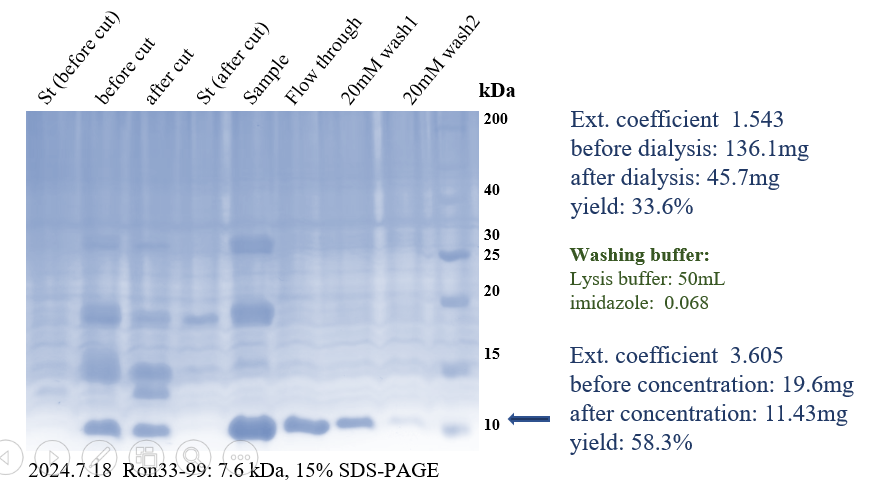 St (before cut)
before cut
after cut
St (after cut)
Sample
Flow through
20mM wash1
20mM wash2
kDa
200
40
30
25
20
15
10
Ext. coefficient 1.543
before dialysis: 136.1mg
after dialysis: 45.7mg
yield: 33.6%
Washing buffer:
Lysis buffer: 50mL
imidazole: 0.068
Ext. coefficient 3.605
before concentration: 19.6mg
after concentration: 11.43mg
yield: 58.3%
2024.7.18 Ron33-99: 7.6 kDa, 15% SDS-PAGE